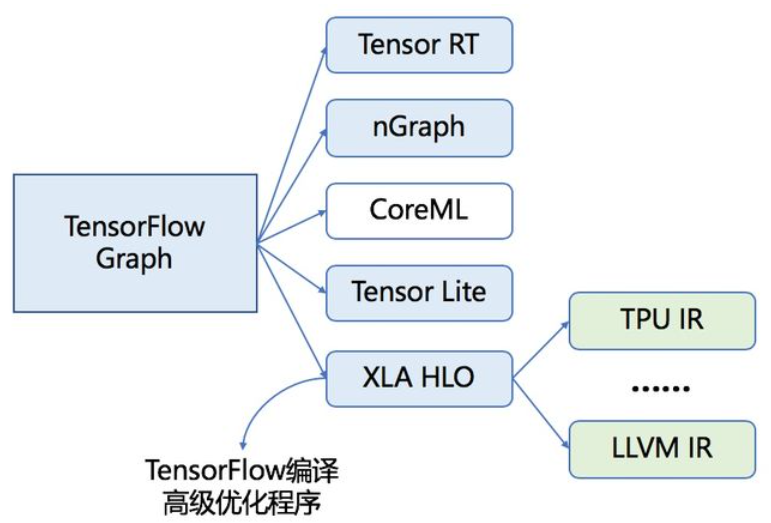 Tensor RT
nGraph
TensorFlow
Graph
CoreML
Tensor Lite
XLA HLO
TPU IR
......
LLVM IR
TensorFlow编译
高级优化程序